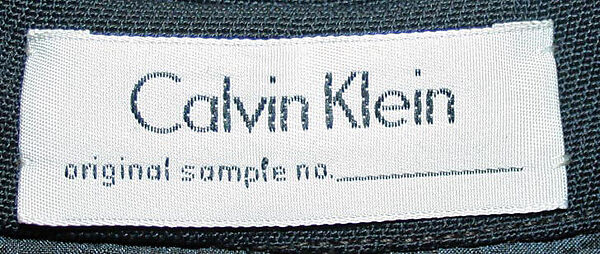 Calvin Klein
original sample no.